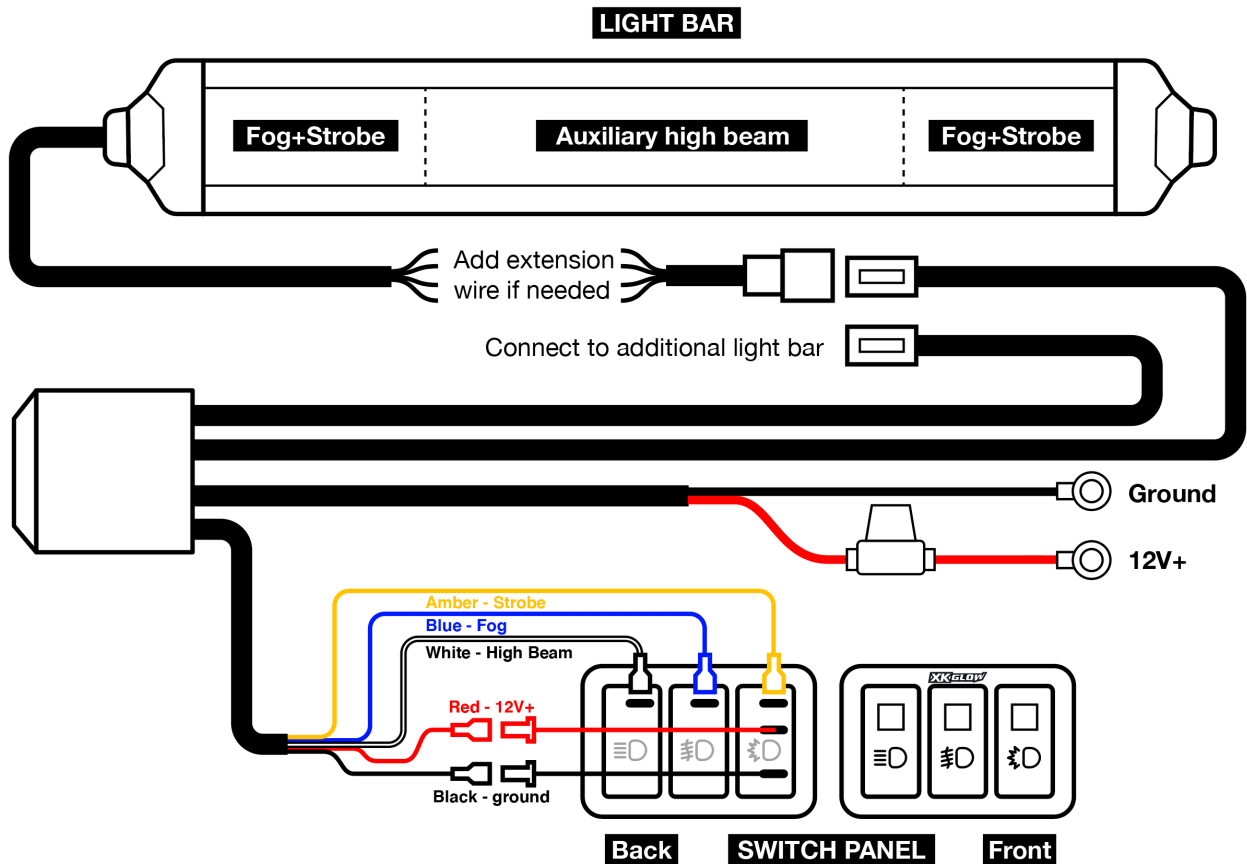 LIGHT BAR
Fog+Strobe
Auxiliary high beam
Fog+Strobe
Add extension
wire if needed
Connect to additional light bar
Ground
12V+
Amber - Strobe
Blue - Fog
White - High Beam
XKGLOW
Red - 12V+
Black - ground
Back
SWITCH PANEL
Front